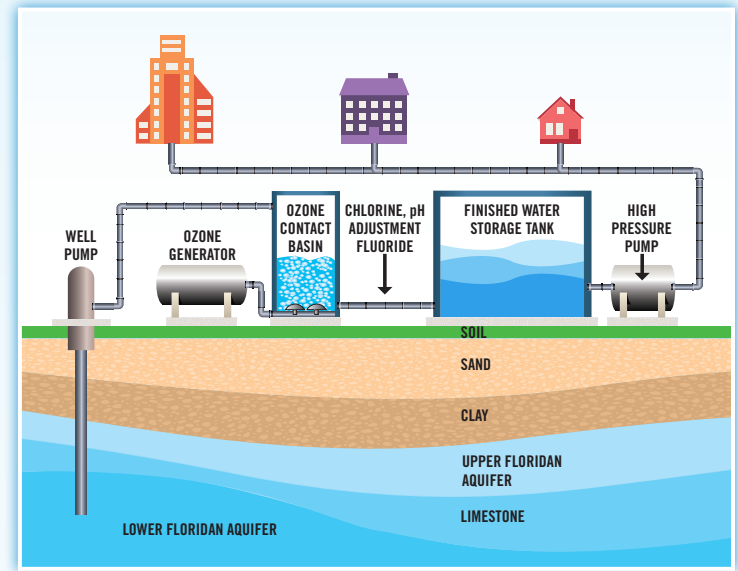 WELL
PUMP
OZONE
GENERATOR
OZONE
CONTACT
BASIN
CHLORINE, pH
ADJUSTMENT
FLUORIDE
FINISHED WATER
STORAGE TANK
HIGH
PRESSURE
PUMP
SOIL
SAND
CLAY
UPPER FLORIDAN
AQUIFER
LIMESTONE
LOWER FLORIDAN AQUIFER